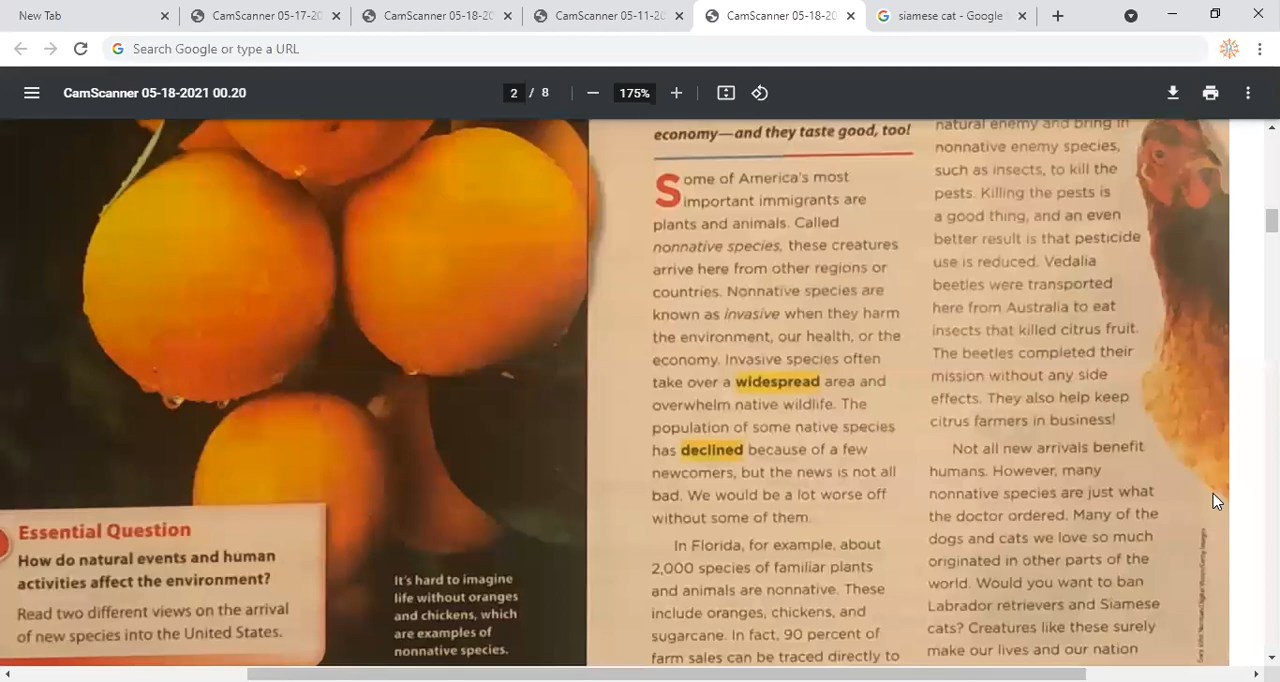 New Tab
CamScanner 05-17-20
CamScanner 05-18-20
CamScanner 05-11-20
CamScanner 05-18-20
siamese cat - Google
Search Google or type a URL
CamScanner 05-18-2021 00.20
2 / 8
175%
Essential Question
How do natural events and human
activities affect the environment?
Read two different views on the arrival
of new species into the United States.
It's hard to imagine
life without oranges
and chickens, which
are examples of
nonnative species.
economy—and they taste good, too!
Some of America's most
important immigrants are
plants and animals. Called
nonnative species, these creatures
arrive here from other regions or
countries. Nonnative species are
known as invasive when they harm
the environment, our health, or the
economy. Invasive species often
take over a widespread area and
overwhelm native wildlife. The
population of some native species
has declined because of a few
newcomers, but the news is not all
bad. We would be a lot worse off
without some of them.
In Florida, for example, about
2,000 species of familiar plants
and animals are nonnative. These
include oranges, chickens, and
sugarcane. In fact, 90 percent of
farm sales can be traced directly to
natural enemy and bring in
nonnative enemy species,
such as insects, to kill the
pests. Killing the pests is
a good thing, and an even
better result is that pesticide
use is reduced. Vedalia
beetles were transported
here from Australia to eat
insects that killed citrus fruit.
The beetles completed their
mission without any side
effects. They also help keep
citrus farmers in business!
Not all new arrivals benefit
humans. However, many
nonnative species are just what
the doctor ordered. Many of the
dogs and cats we love so much
originated in other parts of the
world. Would you want to ban
Labrador retrievers and Siamese
cats? Creatures like these surely
make our lives and our nation